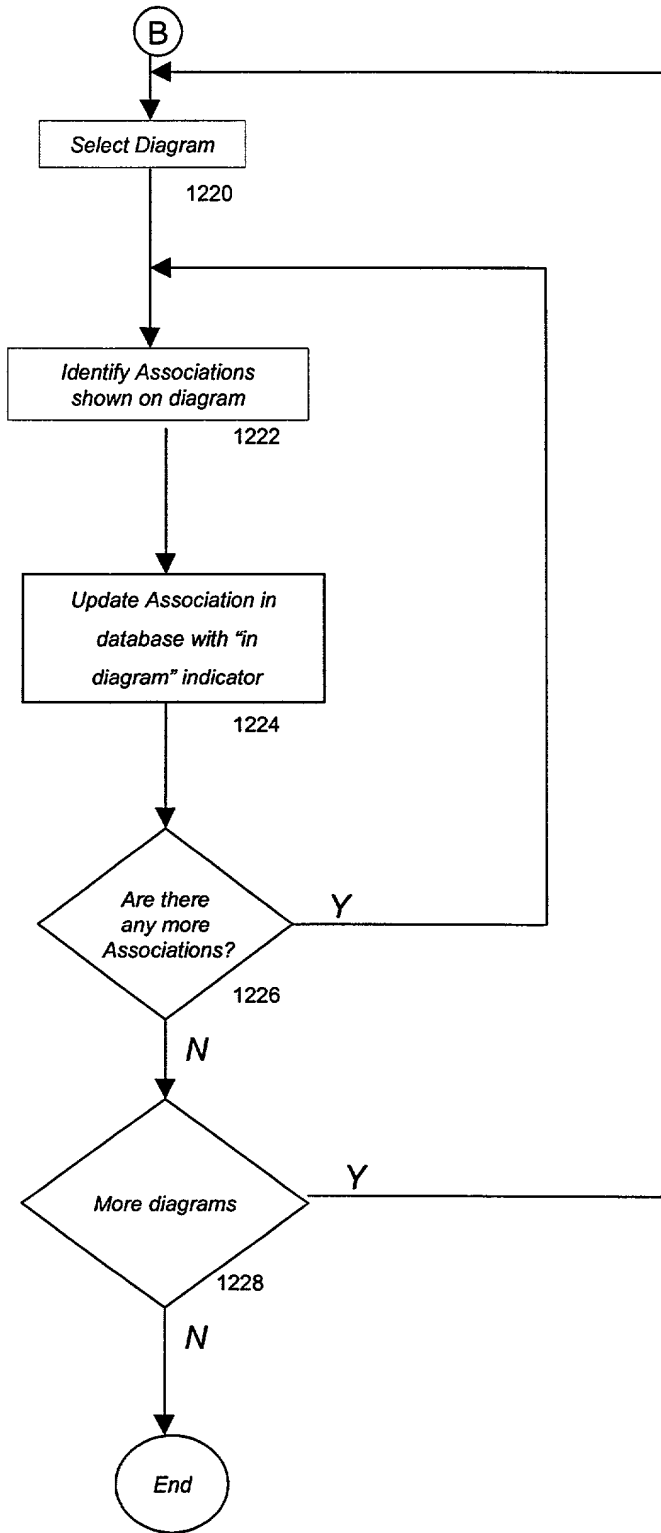 B
Select Diagram
1220
Identify Associations
shown on diagram
1222
Update Association in
database with “in
diagram” indicator
1224
Are there
any more
Associations?
Y
1226
N
More diagrams
Y
1228
N
End